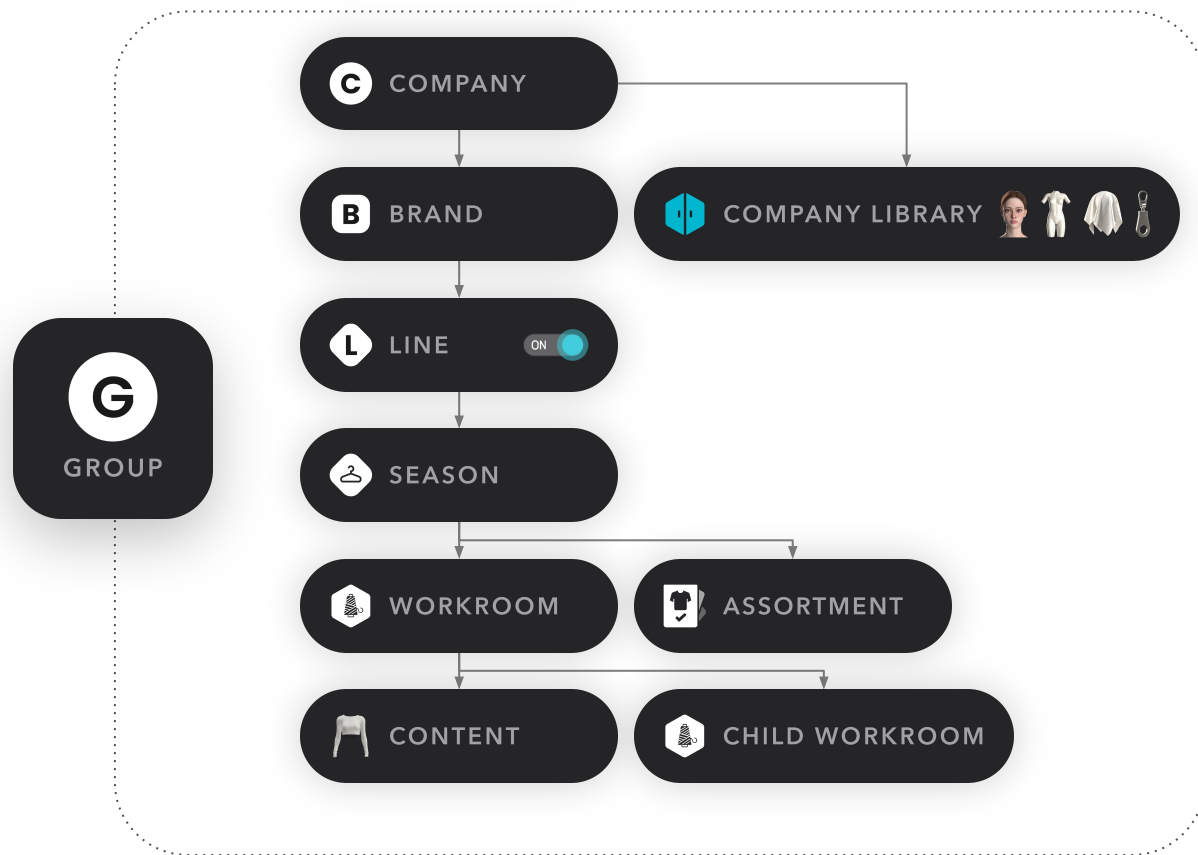 C COMPANY
B BRAND
COMPANY LIBRARY
L LINE ON
G
GROUP
SEASON
WORKROOM
ASSORTMENT
CONTENT
CHILD WORKROOM